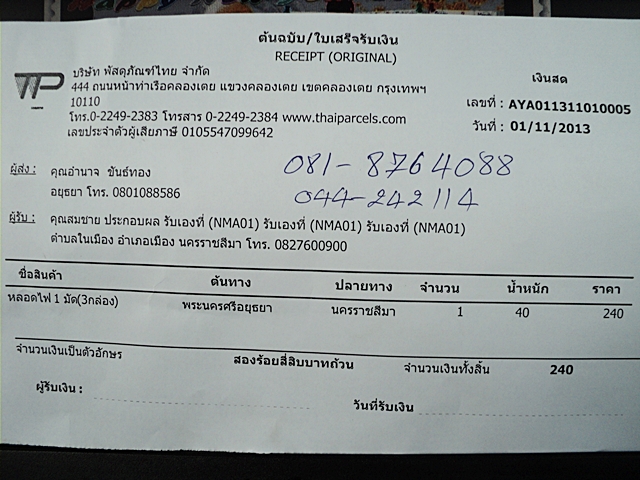 ต้นฉบับ/ใบเสร็จรับเงิน
RECEIPT (ORIGINAL)
TP
บริษัท พัสดุภัณฑ์ไทย จำกัด
444 ถนนหน้าท่าเรือคลองเตย แขวงคลองเตย เขตคลองเตย กรุงเทพฯ
10110
โทร.0-2249-2383 โทรสาร 0-2249-2384 www.thaiparcels.com
เลขประจำตัวผู้เสียภาษี 0105547099642
เงินสด
เลขที่ : AYA011311010005
วันที่ : 01/11/2013
ผู้ส่ง : คุณอำนาจ ขันธ์ทอง
อยุธยา โทร. 0801088586
081-8764088
044-242114
ผู้รับ : คุณสมชาย ประกอบผล รับเองที่ (NMA01) รับเองที่ (NMA01) รับเองที่ (NMA01)
ตำบลในเมือง อำเภอเมือง นครราชสีมา โทร. 0827600900
ชื่อสินค้า ต้นทาง ปลายทาง จำนวน น้ำหนัก ราคา
หลอดไฟ 1 มัด(3กล่อง) พระนครศรีอยุธยา นครราชสีมา 1 40 240
จำนวนเงินเป็นตัวอักษร สองร้อยสี่สิบบาทถ้วน จำนวนเงินทั้งสิ้น 240
ผู้รับเงิน : วันที่รับเงิน